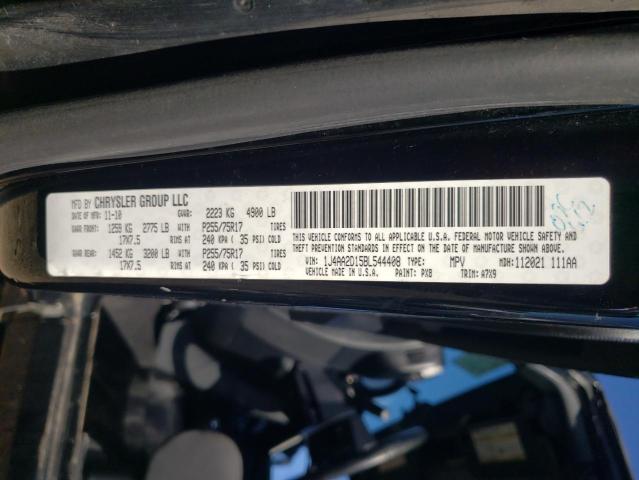 MFD BY CHRYSLER GROUP LLC
DATE OF MFR 11-10 GVWR: 2223 KG 4900 LB
GAWR FRONT: 1259 KG 2775 LB WITH P255/75R17 TIRES
17X7.5 RIMS AT 240 KPA ( 35 PSI) COLD
GAWR REAR: 1452 KG 3200 LB WITH P255/75R17 TIRES
17X7.5 RIMS AT 240 KPA ( 35 PSI) COLD
THIS VEHICLE CONFORMS TO ALL APPLICABLE U.S.A. FEDERAL MOTOR VEHICLE SAFETY AND
THEFT PREVENTION STANDARDS IN EFFECT ON THE DATE OF MANUFACTURE SHOWN ABOVE.
VIN: 1J4AA2D15BL544408 TYPE: MPV MDH: 112021 111AA
MADE IN U.S.A. PAINT: PXB TRIM: A7X9